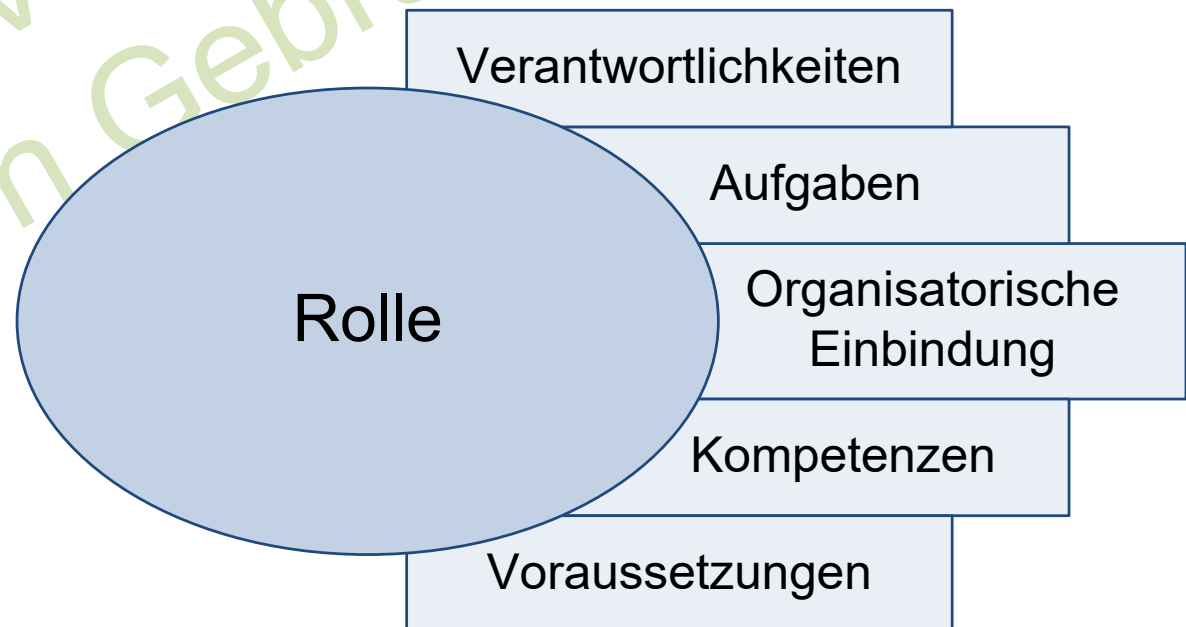 Verantwortlichkeiten
Aufgaben
Organisatorische
Einbindung
Rolle
Kompetenzen
Voraussetzungen